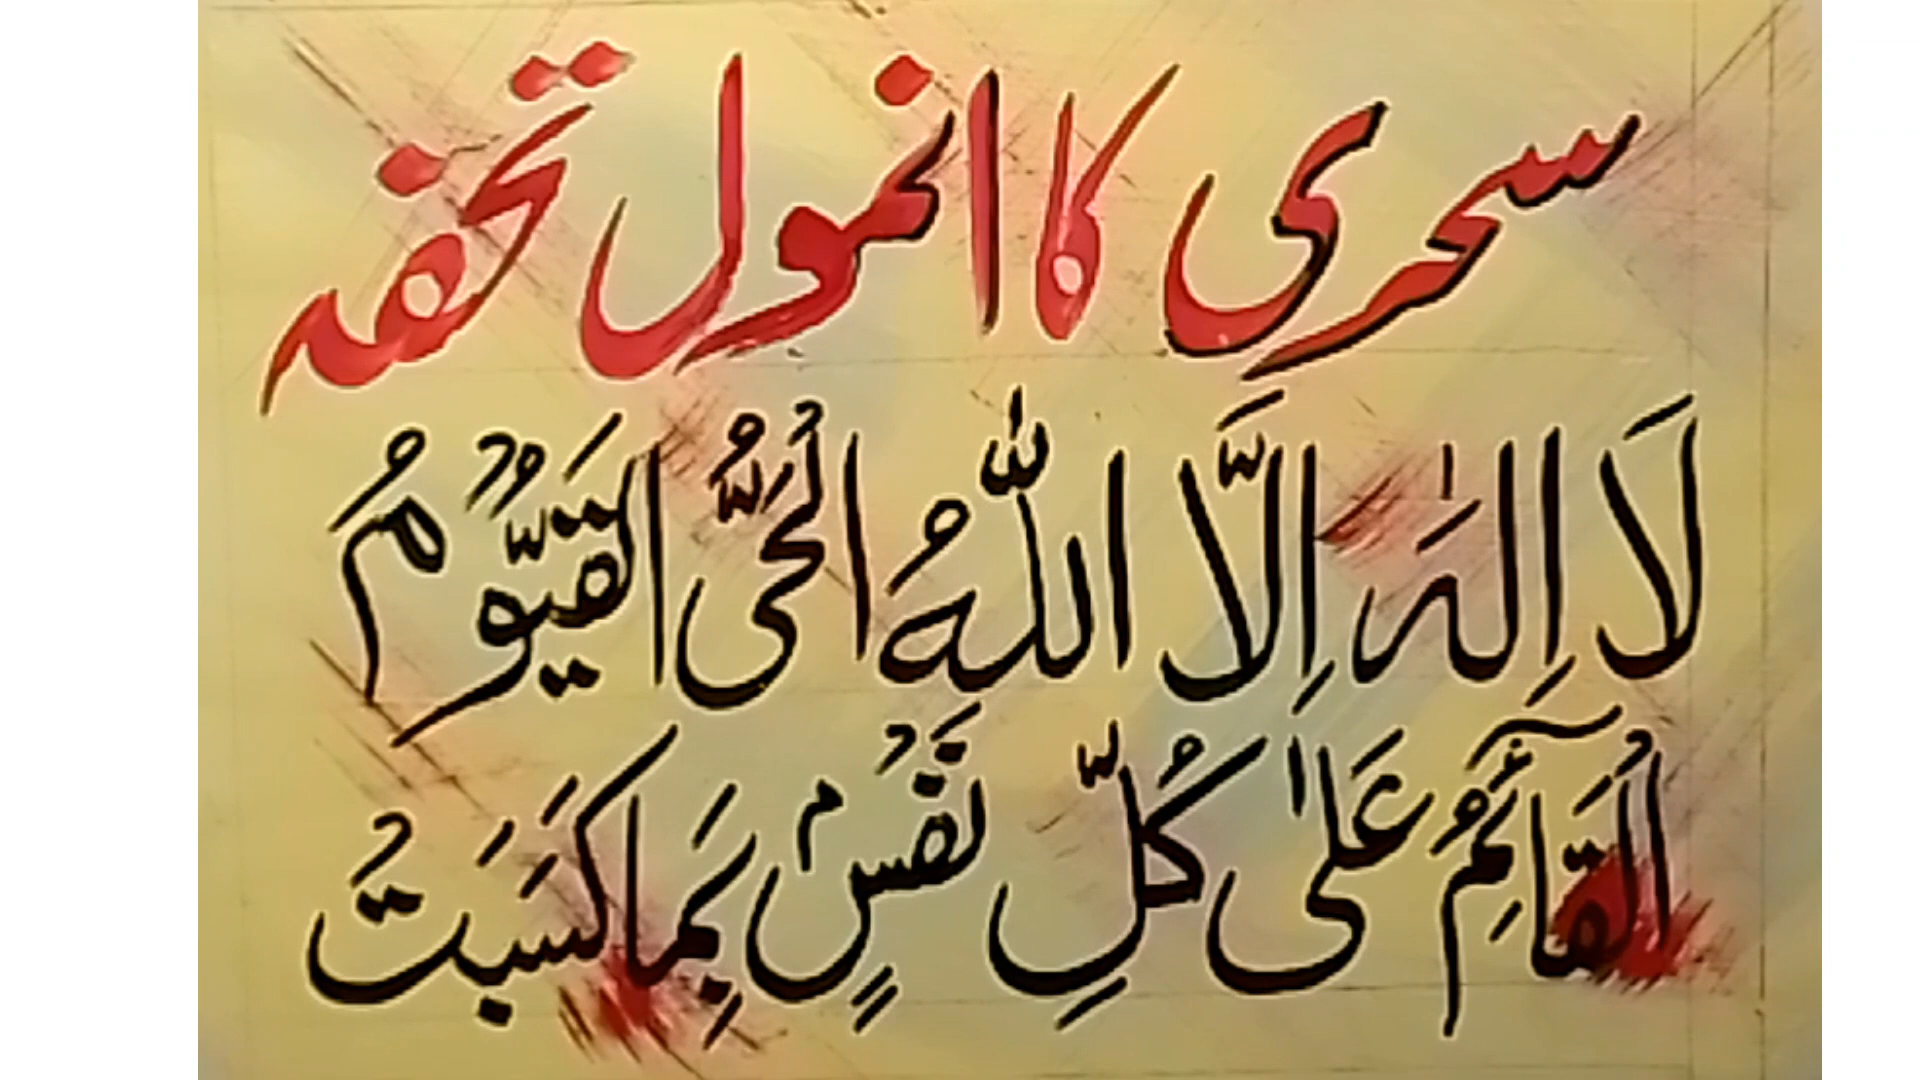 سحری کا انمول تحفہ
لَا اِلٰهَ اِلَّا اللّٰهُ الْحَیُّ الْقَیُّوْمُ
اُلْقَآئِمُ عَلٰی كُلِّ نَفْسٍ بِمَا كَسَبَتْ